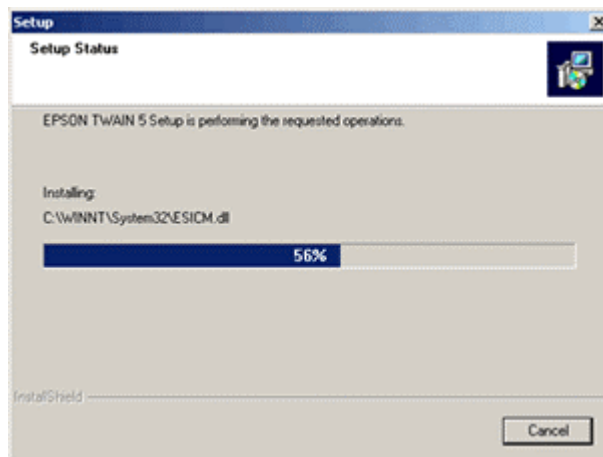 Setup
Setup Status
EPSON TWAIN 5 Setup is performing the requested operations.
Installing:
C:\WINNT\System32\ESICM.dll
56%
InstallShield
Cancel